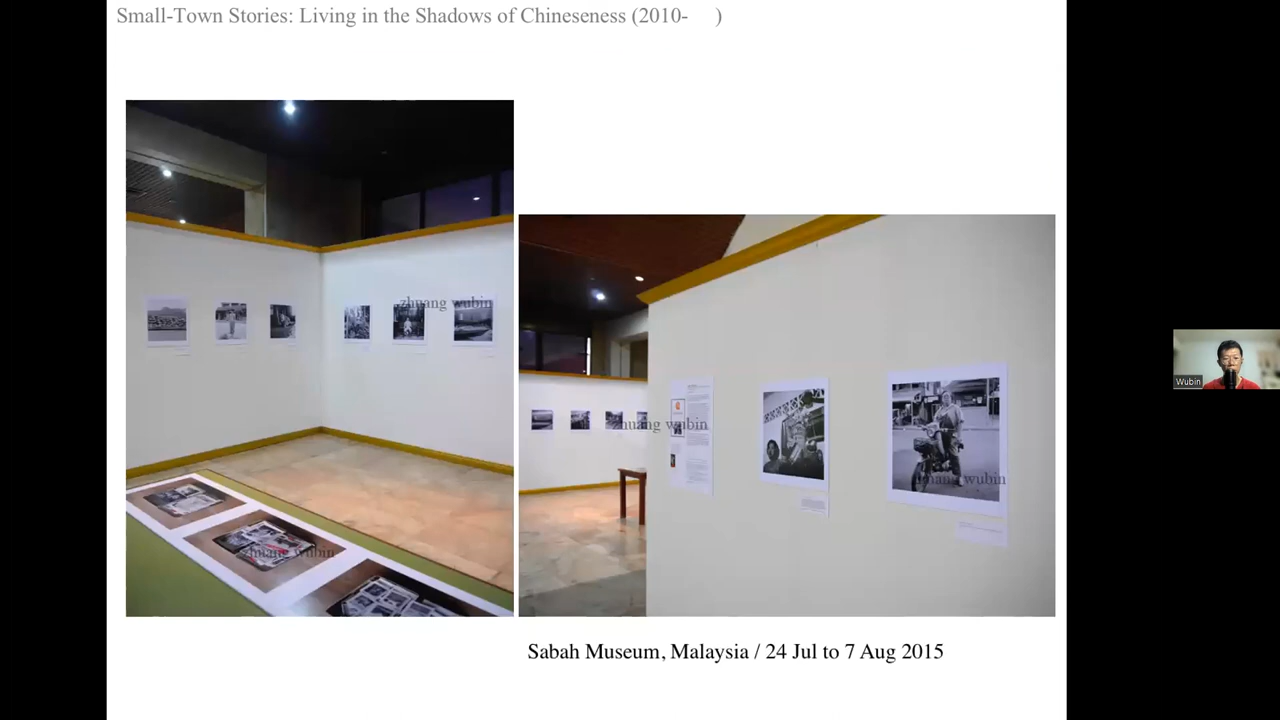 Small-Town Stories: Living in the Shadows of Chineseness (2010- )
zhuang wubin
zhuang wubin
zhuang wubin
zhuang wubin
Wubin
Sabah Museum, Malaysia / 24 Jul to 7 Aug 2015